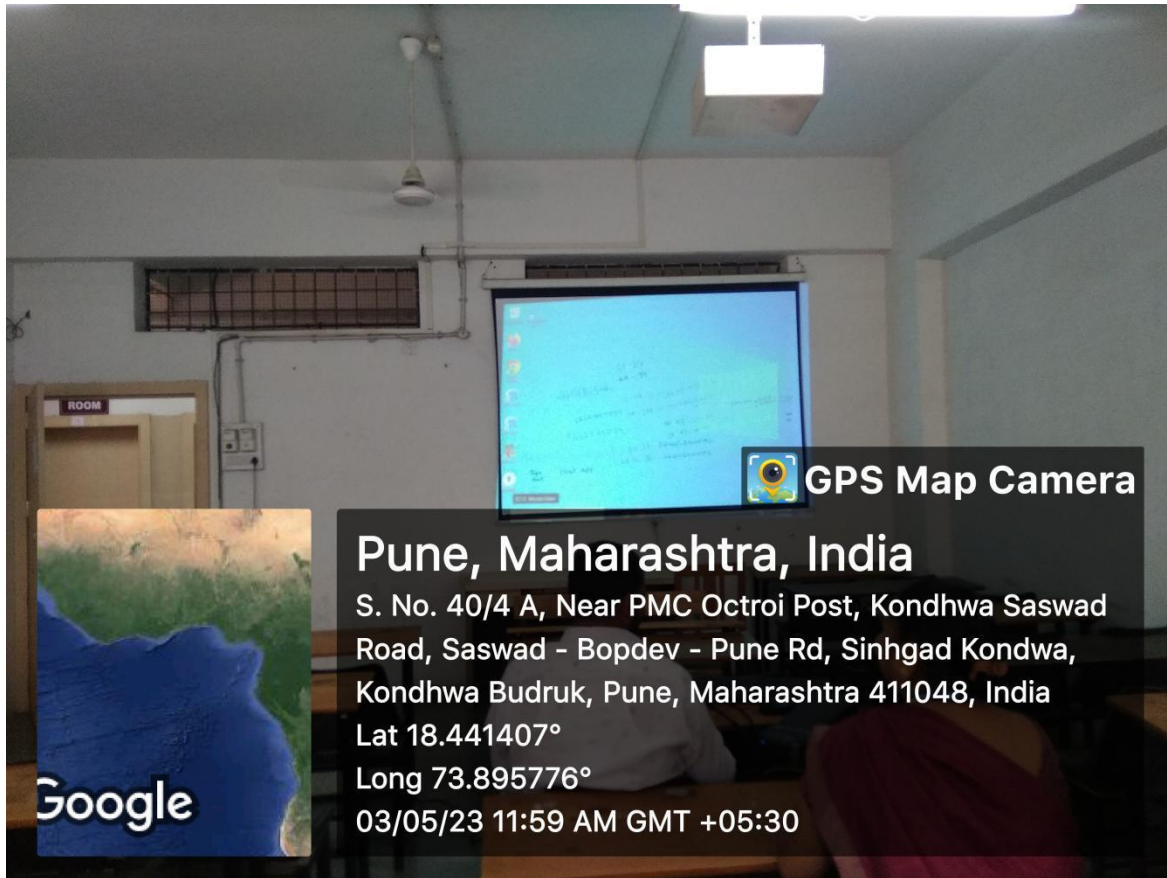 ROOM
GPS Map Camera
Pune, Maharashtra, India
S. No. 40/4 A, Near PMC Octroi Post, Kondhwa Saswad
Road, Saswad - Bopdev - Pune Rd, Sinhgad Kondwa,
Kondhwa Budruk, Pune, Maharashtra 411048, India
Lat 18.441407°
Long 73.895776°
03/05/23 11:59 AM GMT +05:30
Google